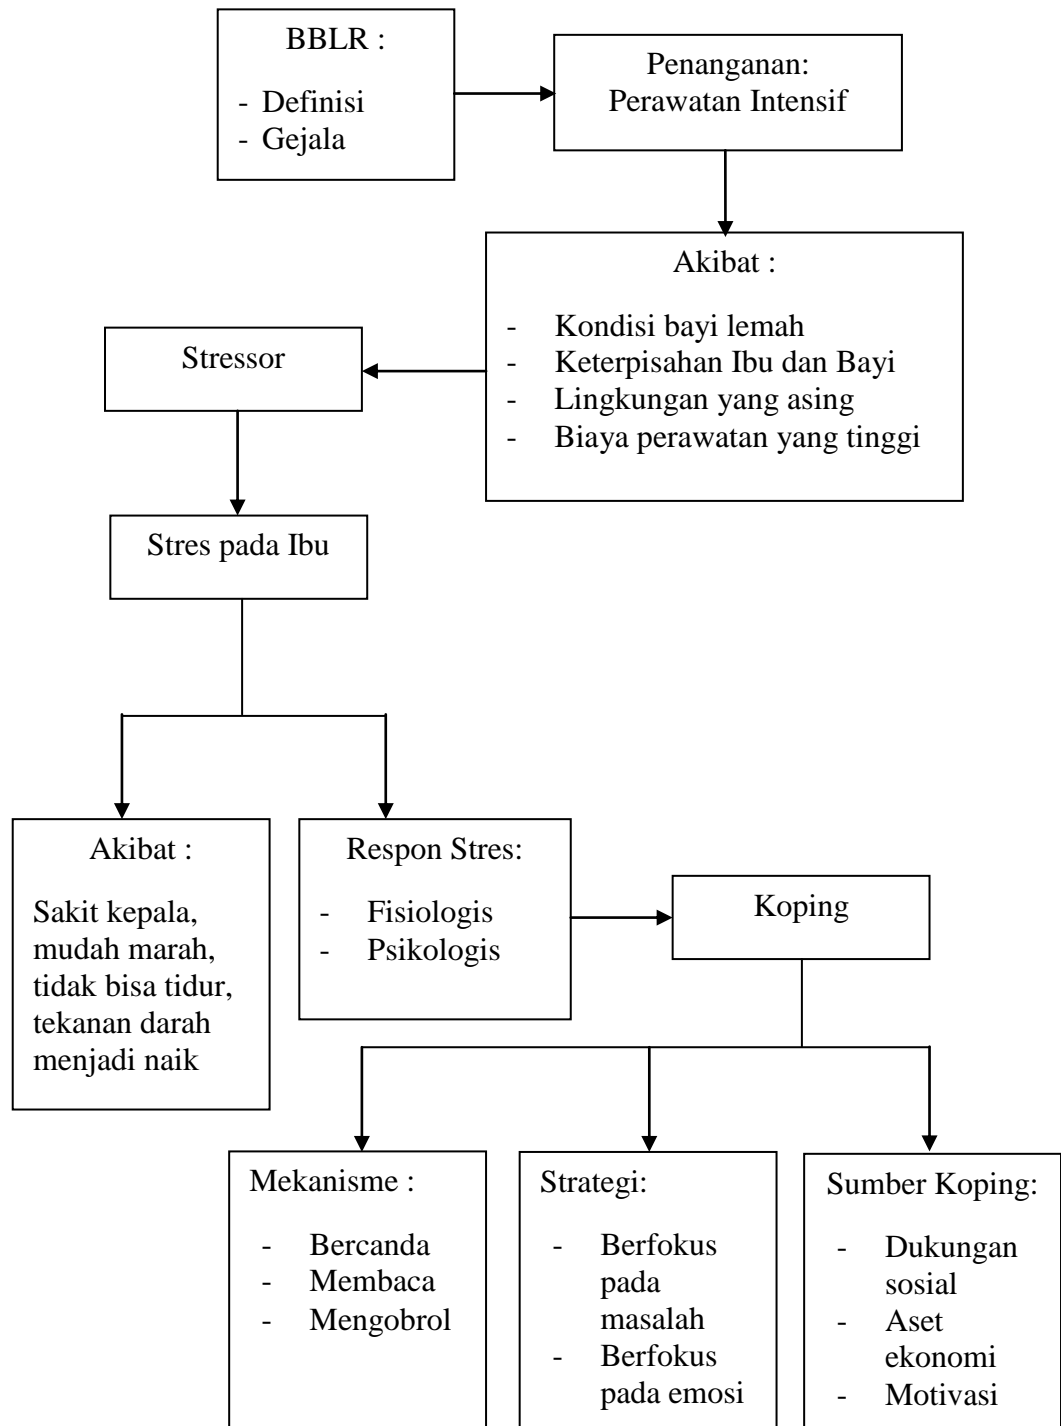 BBLR :
- Definisi
- Gejala
Penanganan:
Perawatan Intensif
Akibat :
- Kondisi bayi lemah
- Keterpisahan Ibu dan Bayi
- Lingkungan yang asing
- Biaya perawatan yang tinggi
Stressor
Stres pada Ibu
Akibat :
Sakit kepala,
mudah marah,
tidak bisa tidur,
tekanan darah
menjadi naik
Respon Stres:
- Fisiologis
- Psikologis
Koping
Mekanisme :
- Bercanda
- Membaca
- Mengobrol
Strategi:
- Berfokus
pada
masalah
- Berfokus
pada emosi
Sumber Koping:
- Dukungan
sosial
- Aset
ekonomi
- Motivasi